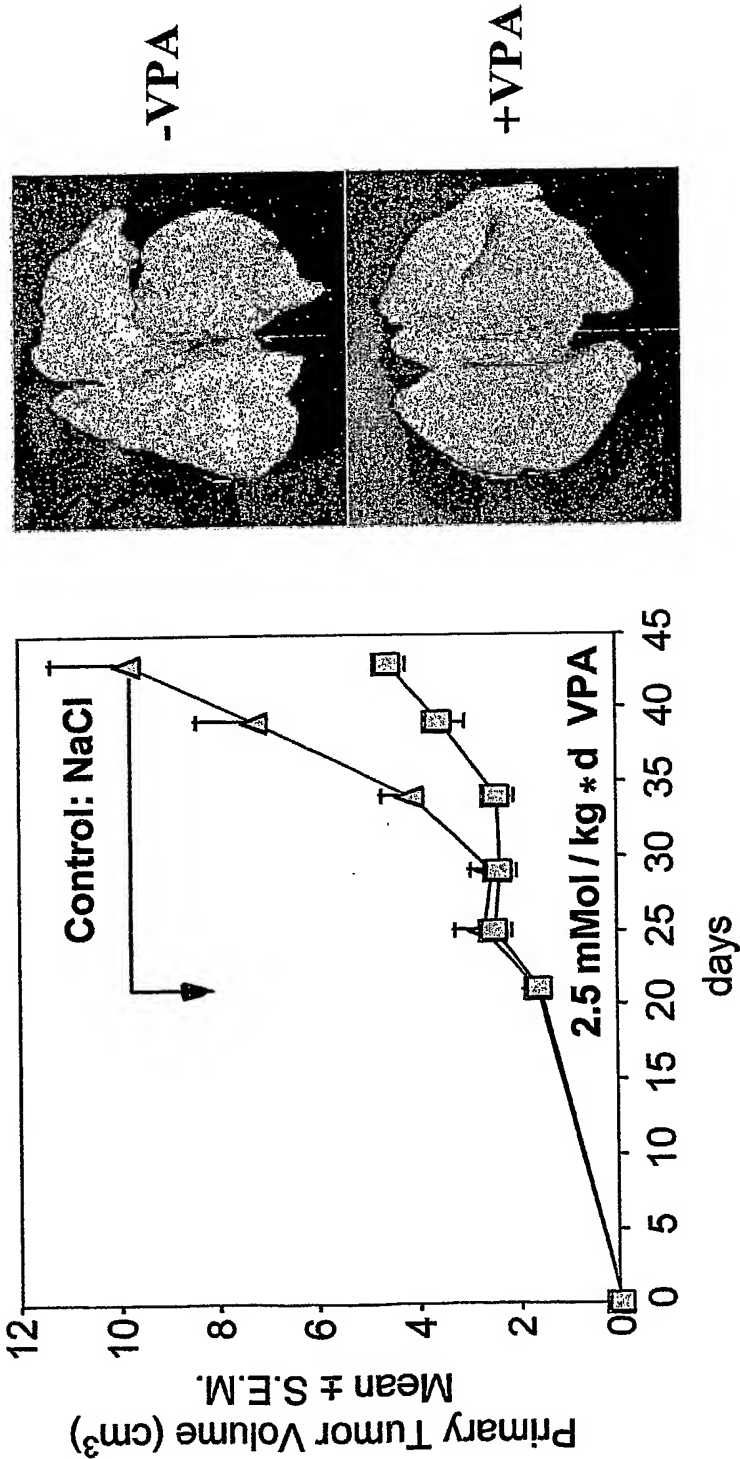 Primary Tumor Volume (cm³)
Mean ± S.E.M.
12
10
8
6
4
2
0
Control: NaCl
2.5 mMol / kg * d VPA
0 5 10 15 20 25 30 35 40 45
days
-VPA
+VPA